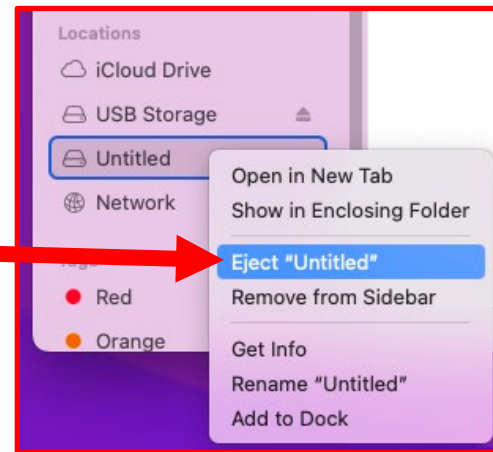 Locations
iCloud Drive
USB Storage
Untitled
Network
Red
Orange
Open in New Tab
Show in Enclosing Folder
Eject “Untitled”
Remove from Sidebar
Get Info
Rename “Untitled”
Add to Dock